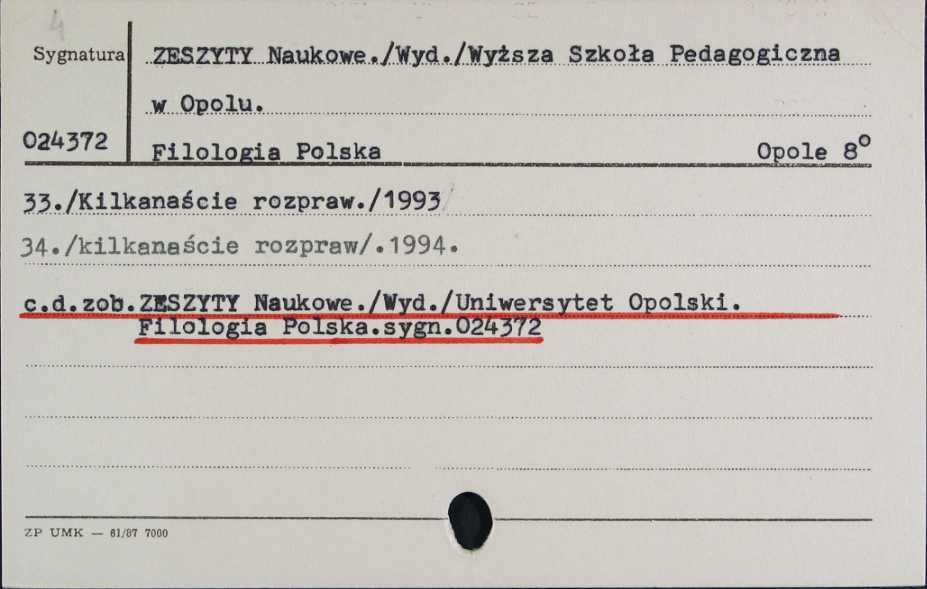 4
Sygnatura ZESZYTY Naukowe./Wyd./Wyższa Szkoła Pedagogiczna
w Opolu.
024372 Filologia Polska Opole 8°
33./Kilkanaście rozpraw./1993
34./kilkanaście rozpraw/.1994.
c.d.zob.ZESZYTY Naukowe./Wyd./Uniwersytet Opolski.
Filologia Polska.sygn.024372
ZP UMK — 61/87 7000